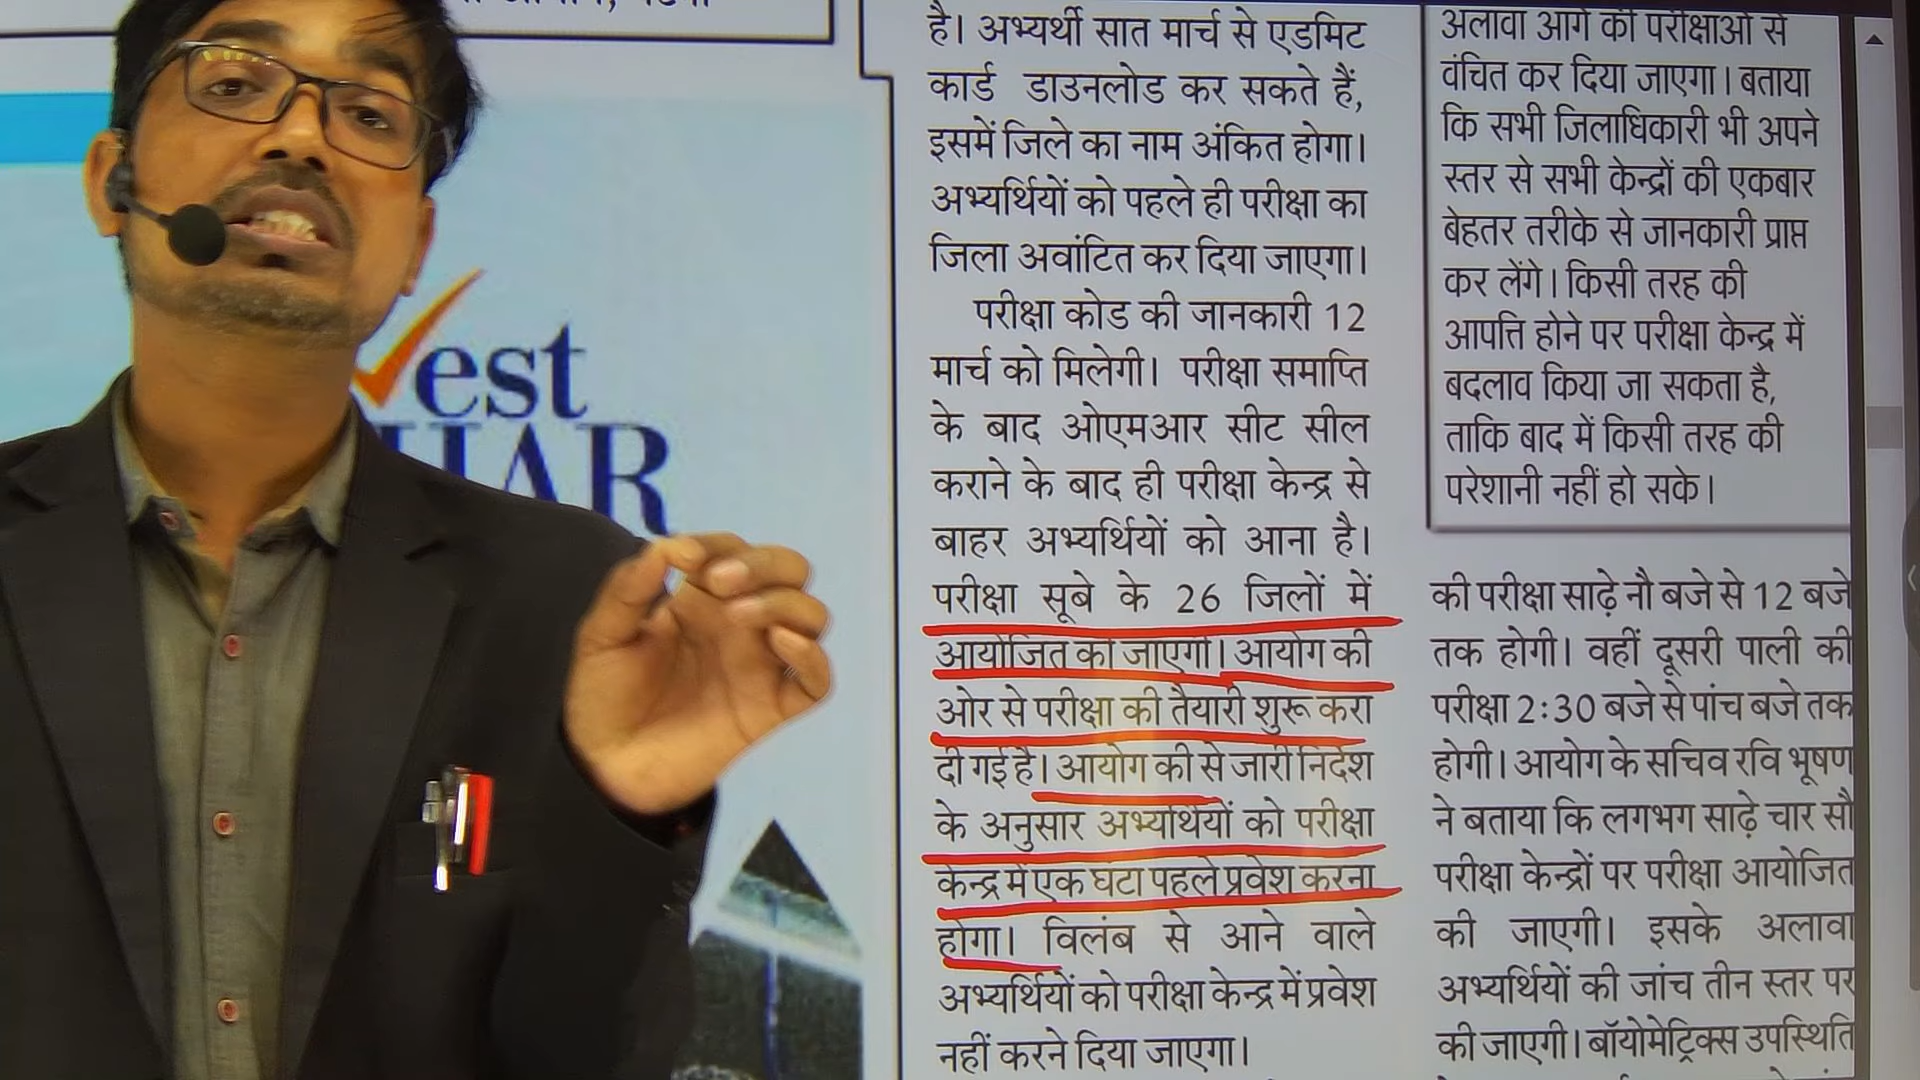 है। अभ्यर्थी सात मार्च से एडमिट
कार्ड डाउनलोड कर सकते हैं,
इसमें जिले का नाम अंकित होगा।
अभ्यर्थियों को पहले ही परीक्षा का
जिला अवांटित कर दिया जाएगा।
परीक्षा कोड की जानकारी 12
मार्च को मिलेगी। परीक्षा समाप्ति
के बाद ओएमआर सीट सील
कराने के बाद ही परीक्षा केन्द्र से
बाहर अभ्यर्थियों को आना है।
परीक्षा सूबे के 26 जिलों में
आयोजित की जाएगी। आयोग की
ओर से परीक्षा की तैयारी शुरू करा
दी गई है। आयोग की से जारी निर्देश
के अनुसार अभ्यर्थियों को परीक्षा
केन्द्र में एक घंटा पहले प्रवेश करना
होगा। विलंब से आने वाले
अभ्यर्थियों को परीक्षा केन्द्र में प्रवेश
नहीं करने दिया जाएगा।
अलावा आगे की परीक्षाओं से
वंचित कर दिया जाएगा। बताया
कि सभी जिलाधिकारी भी अपने
स्तर से सभी केन्द्रों की एकबार
बेहतर तरीके से जानकारी प्राप्त
कर लेंगे। किसी तरह की
आपति होने पर परीक्षा केन्द्र में
बदलाव किया जा सकता है,
ताकि बाद में किसी तरह की
परेशानी नहीं हो सके।
की परीक्षा साढ़े नौ बजे से 12 बजे
तक होगी। वहीं दूसरी पाली की
परीक्षा 2:30 बजे से पांच बजे तक
होगी। आयोग के सचिव रवि भूषण
ने बताया कि लगभग साढ़े चार सौ
परीक्षा केन्द्रों पर परीक्षा आयोजित
की जाएगी। इसके अलावा
अभ्यर्थियों की जांच तीन स्तर पर
की जाएगी। बॉयोमेट्रिक्स उपस्थिति
est
HAR